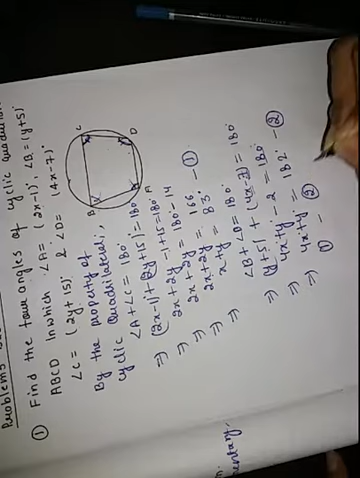 Problems
① Find the four angles of cyclic quadrilateral
ABCD In which ∠A = (2x-1)°, ∠B = (y+5)°
∠C = (2y+15)° & ∠D = (4x-7)°
By the property of
cyclic quadrilateral,
∠A+∠C = 180°
⇒ (2x-1)+(2y+15) = 180
⇒ 2x+2y -1+15 = 180°
⇒ 2x+2y = 180-14
⇒ 2x+2y = 166
⇒ x+y = 83° - ①
∠B+∠D = 180°
⇒ (y+5)+(4x-7) = 180°
⇒ 4x+y -2 = 180
⇒ 4x+y = 182° - ②
① - ②
A
B
C
D